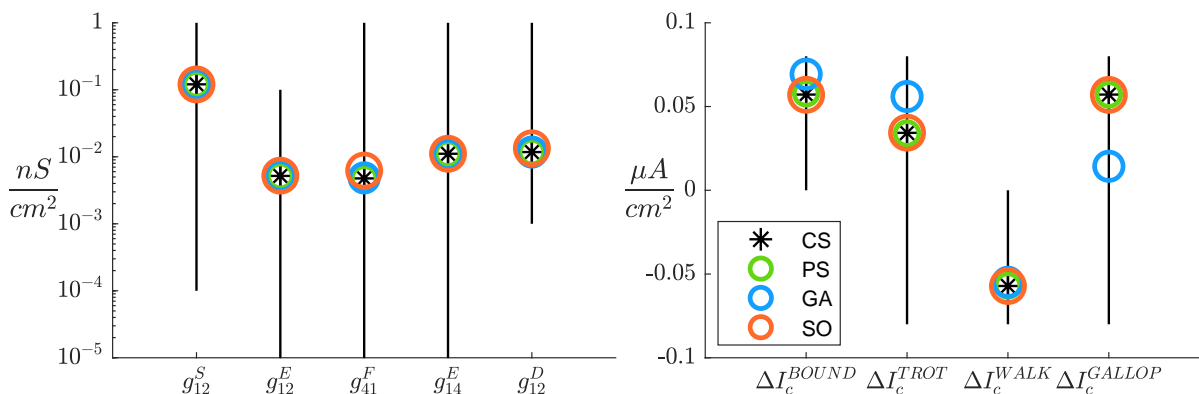 1
10^-1
10^-2
10^-3
10^-4
10^-5
nS
cm^2
g_12^S
g_12^E
g_41^F
g_14^E
g_12^D
0.1
0.05
0
-0.05
-0.1
μA
cm^2
CS
PS
GA
SO
ΔI_c^BOUND
ΔI_c^TROT
ΔI_c^WALK
ΔI_c^GALLOP